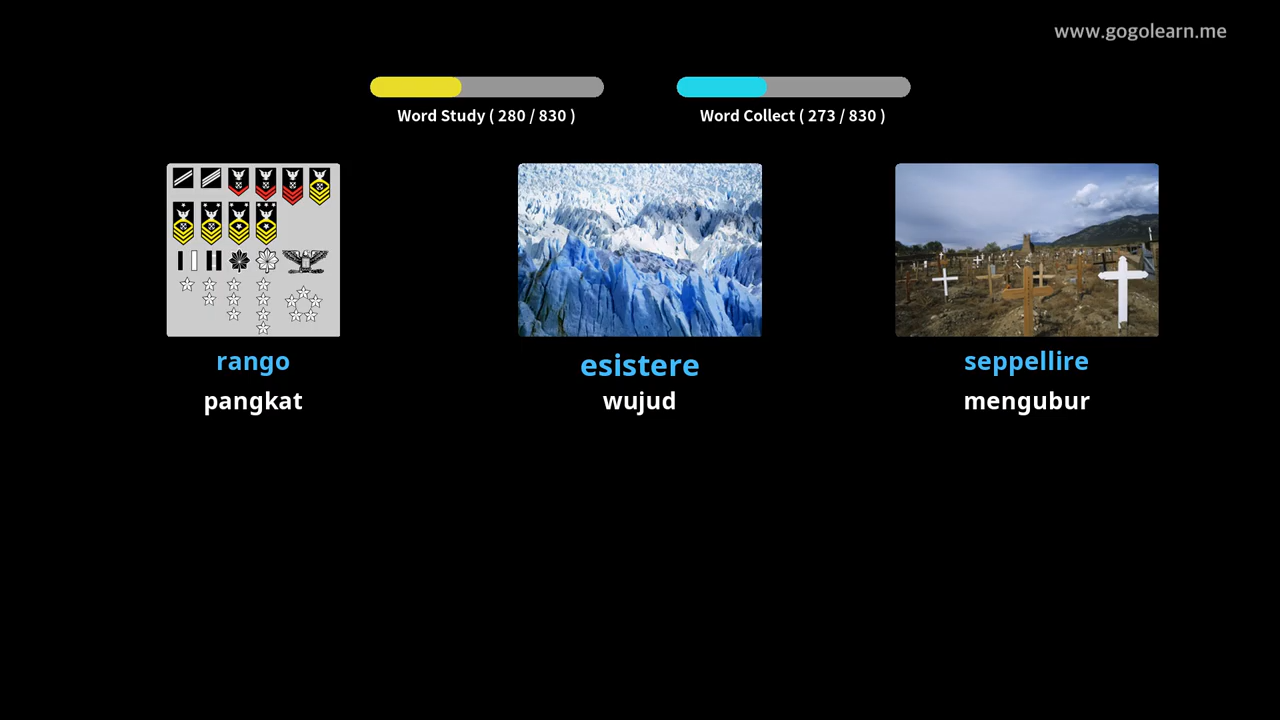 www.gogolearn.me
Word Study ( 280 / 830 )
Word Collect ( 273 / 830 )
rango
esistere
seppellire
pangkat
wujud
mengubur